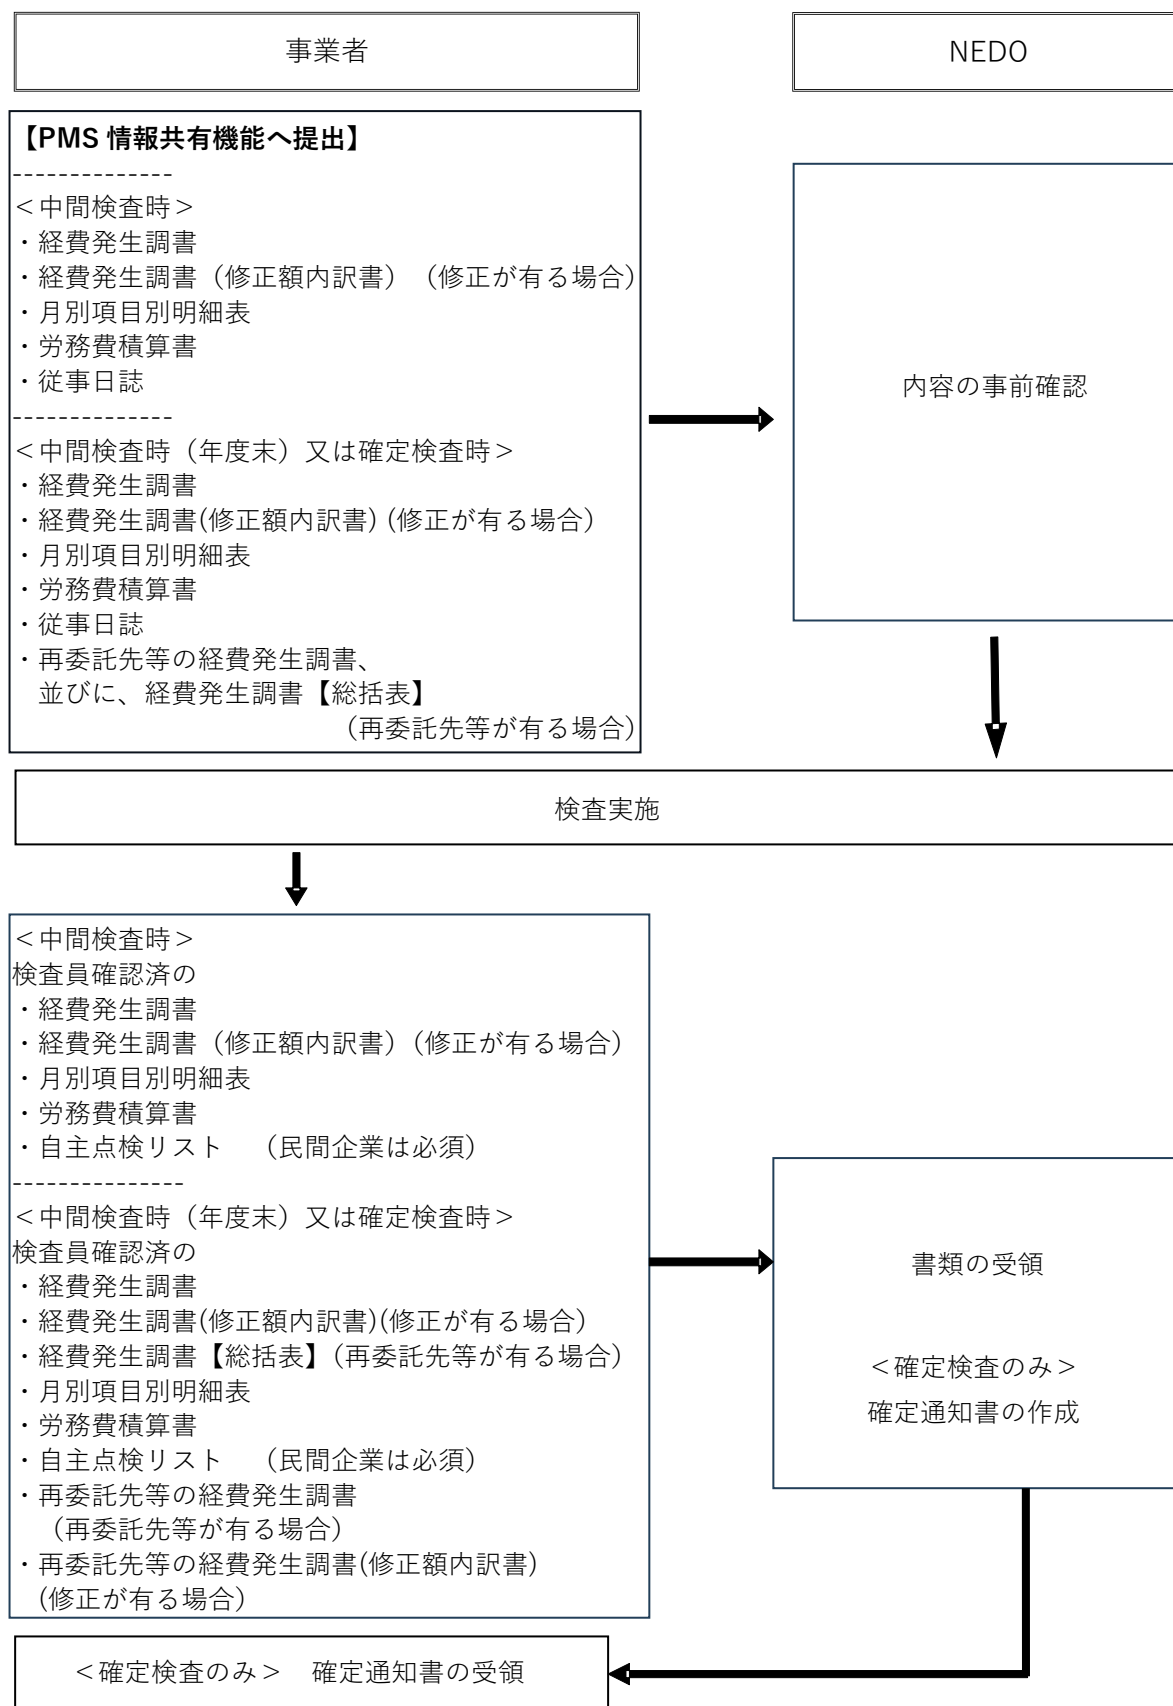 事業者
NEDO
【PMS 情報共有機能へ提出】
--------------
＜中間検査時＞
・経費発生調書
・経費発生調書（修正額内訳書）（修正が有る場合）
・月別項目別明細表
・労務費積算書
・従事日誌
--------------
＜中間検査時（年度末）又は確定検査時＞
・経費発生調書
・経費発生調書(修正額内訳書) (修正が有る場合）
・月別項目別明細表
・労務費積算書
・従事日誌
・再委託先等の経費発生調書、
並びに、経費発生調書【総括表】
（再委託先等が有る場合）
内容の事前確認
検査実施
＜中間検査時＞
検査員確認済の
・経費発生調書
・経費発生調書（修正額内訳書）（修正が有る場合）
・月別項目別明細表
・労務費積算書
・自主点検リスト　（民間企業は必須）
---------------
＜中間検査時（年度末）又は確定検査時＞
検査員確認済の
・経費発生調書
・経費発生調書(修正額内訳書)(修正が有る場合）
・経費発生調書【総括表】(再委託先等が有る場合）
・月別項目別明細表
・労務費積算書
・自主点検リスト　（民間企業は必須）
・再委託先等の経費発生調書
（再委託先等が有る場合）
・再委託先等の経費発生調書(修正額内訳書)
(修正が有る場合）
書類の受領
＜確定検査のみ＞
確定通知書の作成
＜確定検査のみ＞　確定通知書の受領